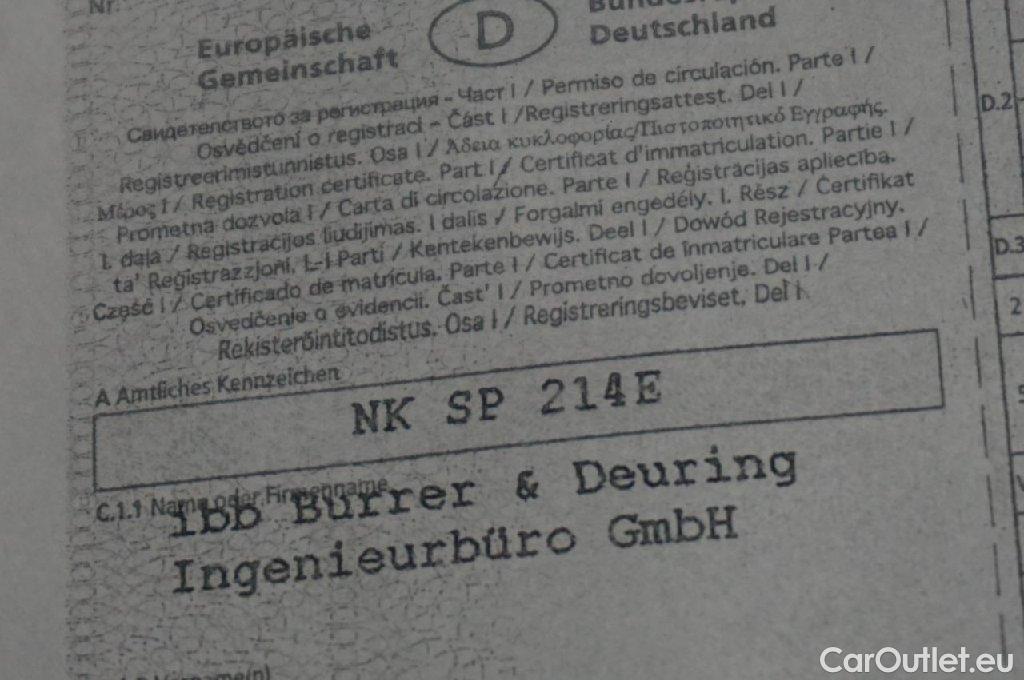 Nr.
Europäische
Gemeinschaft
D
Deutschland
Свидетелството за регистрация - Част I / Permiso de circulación. Parte I /
Osvědčení o registraci - Část I /Registreringsattest. Del I /
Registreerimistunnistus. Osa I / Άδεια κυκλοφορίας/Πιστοποιητικό Εγγραφής.
Μέρος I / Registration certificate. Part I / Certificat d'immatriculation. Partie I /
Prometna dozvola I / Carta di circolazione. Parte I / Reģistrācijas apliecība.
I. daļa / Registracijos liudijimas. I dalis / Forgalmi engedély. I. Rész / Ċertifikat
ta' Reġistrazzjoni. L-I Parti / Kentekenbewijs. Deel I / Dowód Rejestracyjny.
Część I / Certificado de matrícula. Parte I / Certificat de înmatriculare Partea I /
Osvedčenie o evidencii. Časť I / Prometno dovoljenje. Del I /
Rekisteröintitodistus. Osa I / Registreringsbeviset. Del I
A Amtliches Kennzeichen
NK SP 214E
C.1.1 Name oder Firmenname
ibb Burrer & Deuring
Ingenieurbüro GmbH
D.2
D.3
2
CarOutlet.eu